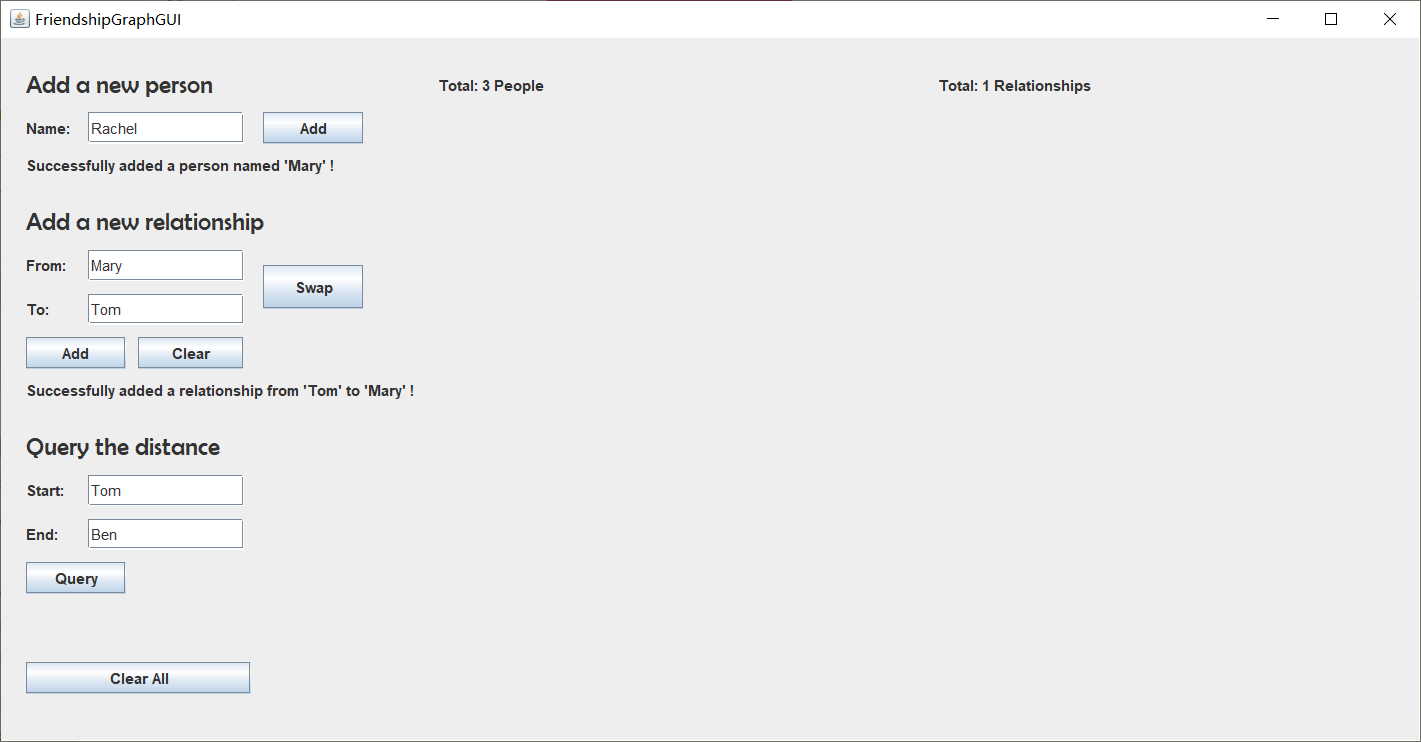 FriendshipGraphGUI
Add a new person
Total: 3 People
Total: 1 Relationships
Name: Rachel Add
Successfully added a person named 'Mary' !
Add a new relationship
From: Mary
Swap
To: Tom
Add Clear
Successfully added a relationship from 'Tom' to 'Mary' !
Query the distance
Start: Tom
End: Ben
Query
Clear All